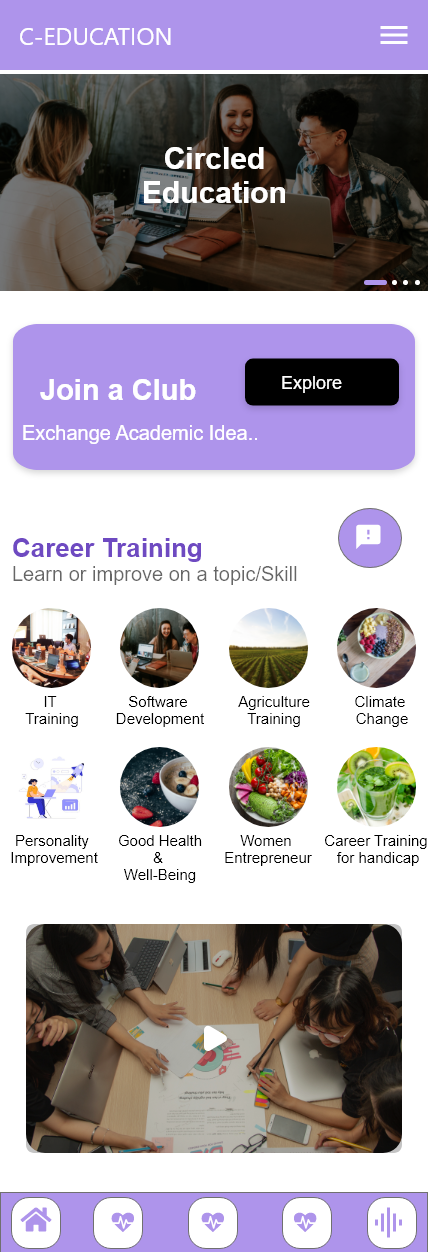 C-EDUCATION
Circled
Education
Join a Club
Explore
Exchange Academic Idea..
Career Training
Learn or improve on a topic/Skill
IT
Training
Software
Development
Agriculture
Training
Climate
Change
Personality
Improvement
Good Health
&
Well-Being
Women
Entrepreneur
Career Training
for handicap